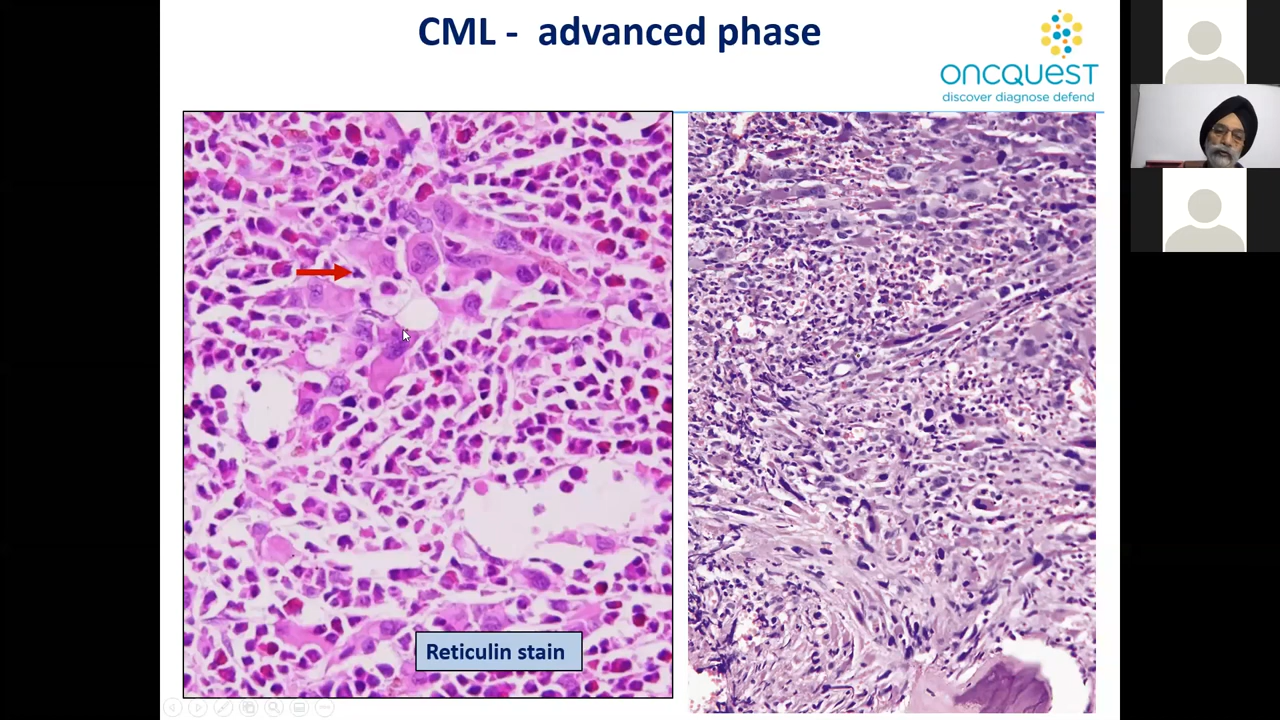 CML -  advanced phase
oncquest
discover diagnose defend
Reticulin stain